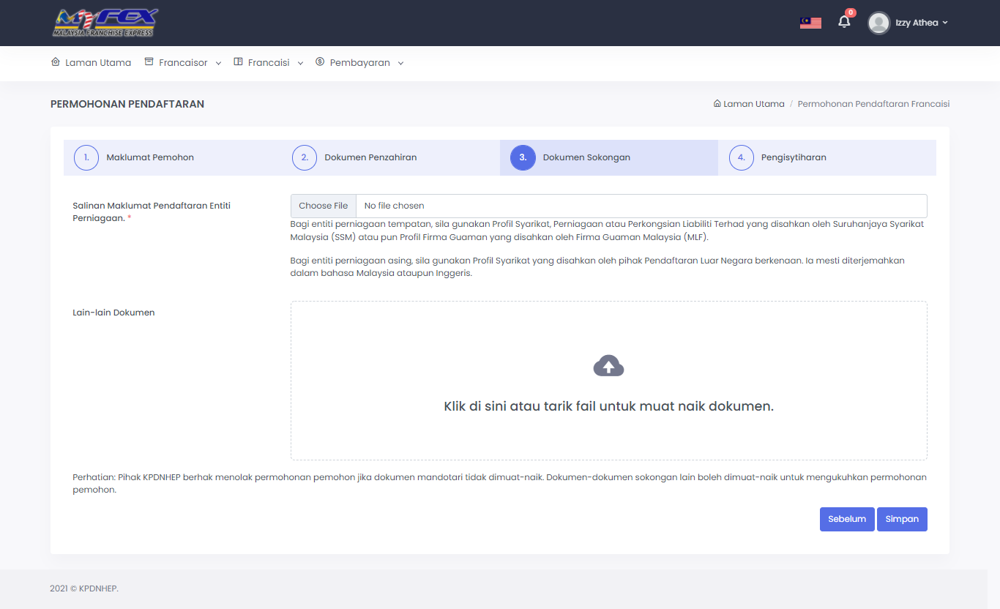 MyFEX
MALAYSIA FRANCHISE EXPRESS
0
Izzy Athea
Laman Utama
Francaisor
Francaisi
Pembayaran
PERMOHONAN PENDAFTARAN
Laman Utama / Permohonan Pendaftaran Francaisi
1. Maklumat Pemohon
2. Dokumen Penzahiran
3. Dokumen Sokongan
4. Pengisytiharan
Salinan Maklumat Pendaftaran Entiti
Perniagaan. *
Choose File No file chosen
Bagi entiti perniagaan tempatan, sila gunakan Profil Syarikat, Perniagaan atau Perkongsian Liabiliti Terhad yang disahkan oleh Suruhanjaya Syarikat
Malaysia (SSM) atau pun Profil Firma Guaman yang disahkan oleh Firma Guaman Malaysia (MLF).
Bagi entiti perniagaan asing, sila gunakan Profil Syarikat yang disahkan oleh pihak Pendaftaran Luar Negara berkenaan. Ia mesti diterjemahkan
dalam bahasa Malaysia ataupun Inggeris.
Lain-lain Dokumen
Klik di sini atau tarik fail untuk muat naik dokumen.
Perhatian: Pihak KPDNHEP berhak menolak permohonan pemohon jika dokumen mandotari tidak dimuat-naik. Dokumen-dokumen sokongan lain boleh dimuat-naik untuk mengukuhkan permohonan
pemohon.
Sebelum
Simpan
2021 © KPDNHEP.